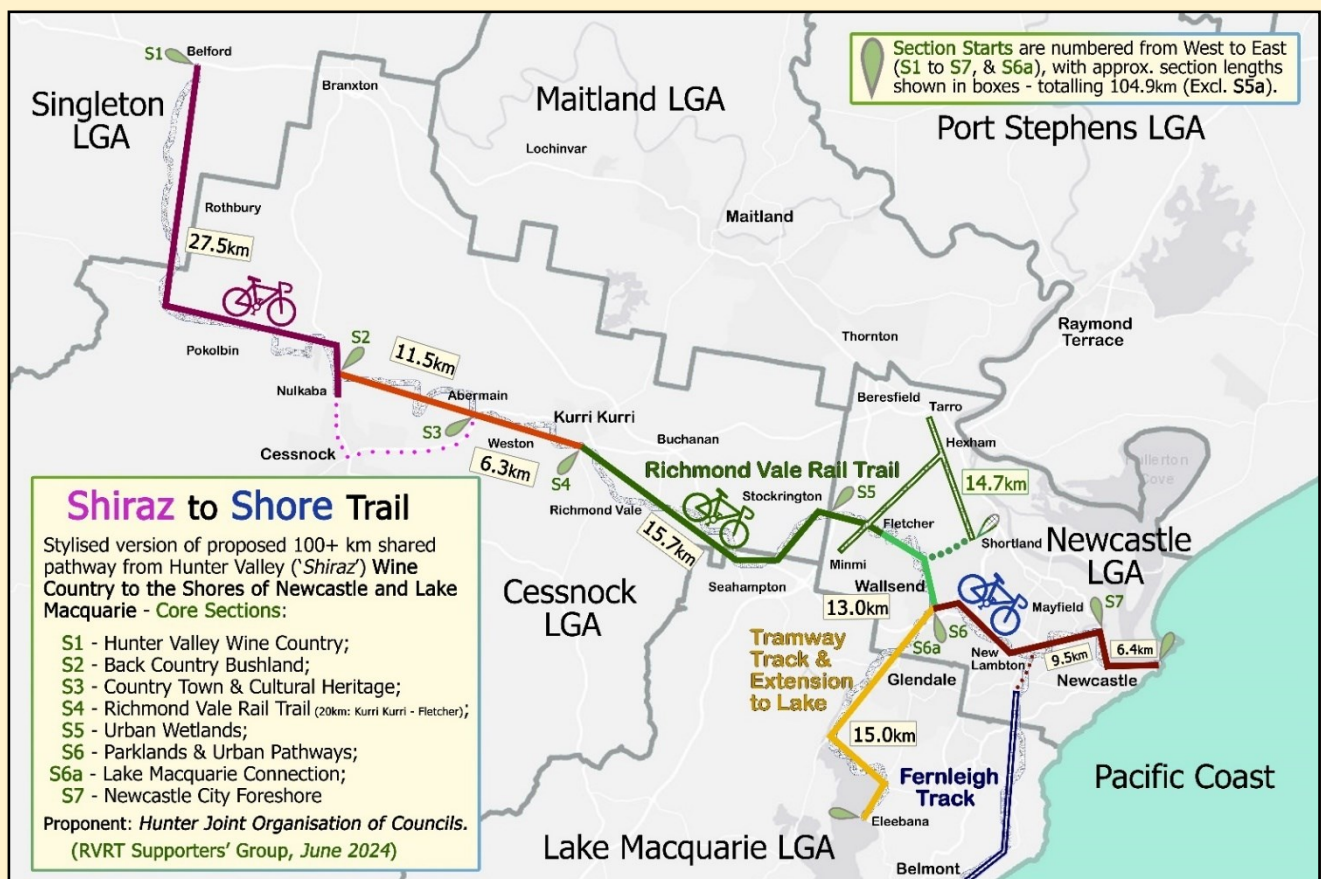 S1
Belford
Singleton
LGA
Branxton
Maitland LGA
Lochinvar
Section Starts are numbered from West to East
(S1 to S7, & S6a), with approx. section lengths
shown in boxes - totalling 104.9km (Excl. S5a).
Port Stephens LGA
Rothbury
27.5km
Maitland
Pokolbin
S2
11.5km
Nulkaba
Abermain
S3
Cessnock
Weston
6.3km
Kurri Kurri
S4
Buchanan
Richmond Vale Rail Trail
Stockrington
S5
Richmond Vale
15.7km
Seahampton
Thornton
Raymond
Terrace
Beresfield
Tarro
Hexham
14.7km
Fullerton
Cove
Fletcher
Shortland
Minmi
Newcastle
LGA
Wallsend
13.0km
Mayfield
S7
S6
S6a
New
Lambton
9.5km
6.4km
Newcastle
Cessnock
LGA
Tramway
Track &
Extension
to Lake
Glendale
15.0km
Fernleigh
Track
Pacific Coast
Eleebana
Lake Macquarie LGA
Belmont
Shiraz to Shore Trail
Stylised version of proposed 100+ km shared
pathway from Hunter Valley (‘Shiraz’) Wine
Country to the Shores of Newcastle and Lake
Macquarie - Core Sections:
S1 - Hunter Valley Wine Country;
S2 - Back Country Bushland;
S3 - Country Town & Cultural Heritage;
S4 - Richmond Vale Rail Trail (20km: Kurri Kurri - Fletcher);
S5 - Urban Wetlands;
S6 - Parklands & Urban Pathways;
S6a - Lake Macquarie Connection;
S7 - Newcastle City Foreshore
Proponent: Hunter Joint Organisation of Councils.
(RVRT Supporters’ Group, June 2024)